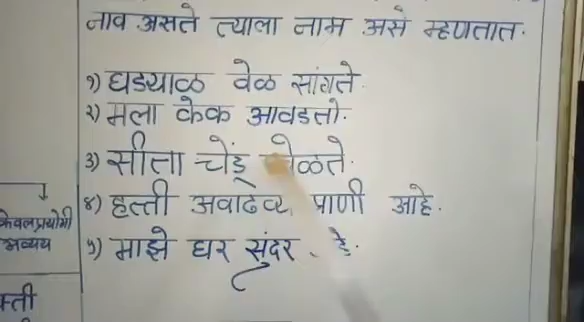 नाव असते त्याला नाम असे म्हणतात.
१) घड्याळ वेळ सांगते.
२) मला केक आवडतो.
३) सीता चेंडू
४) हत्ती अवाढव्य प्राणी आहे.
५) माझे घर सुंदर
केवलप्रयोगी
अव्यय
क्ती